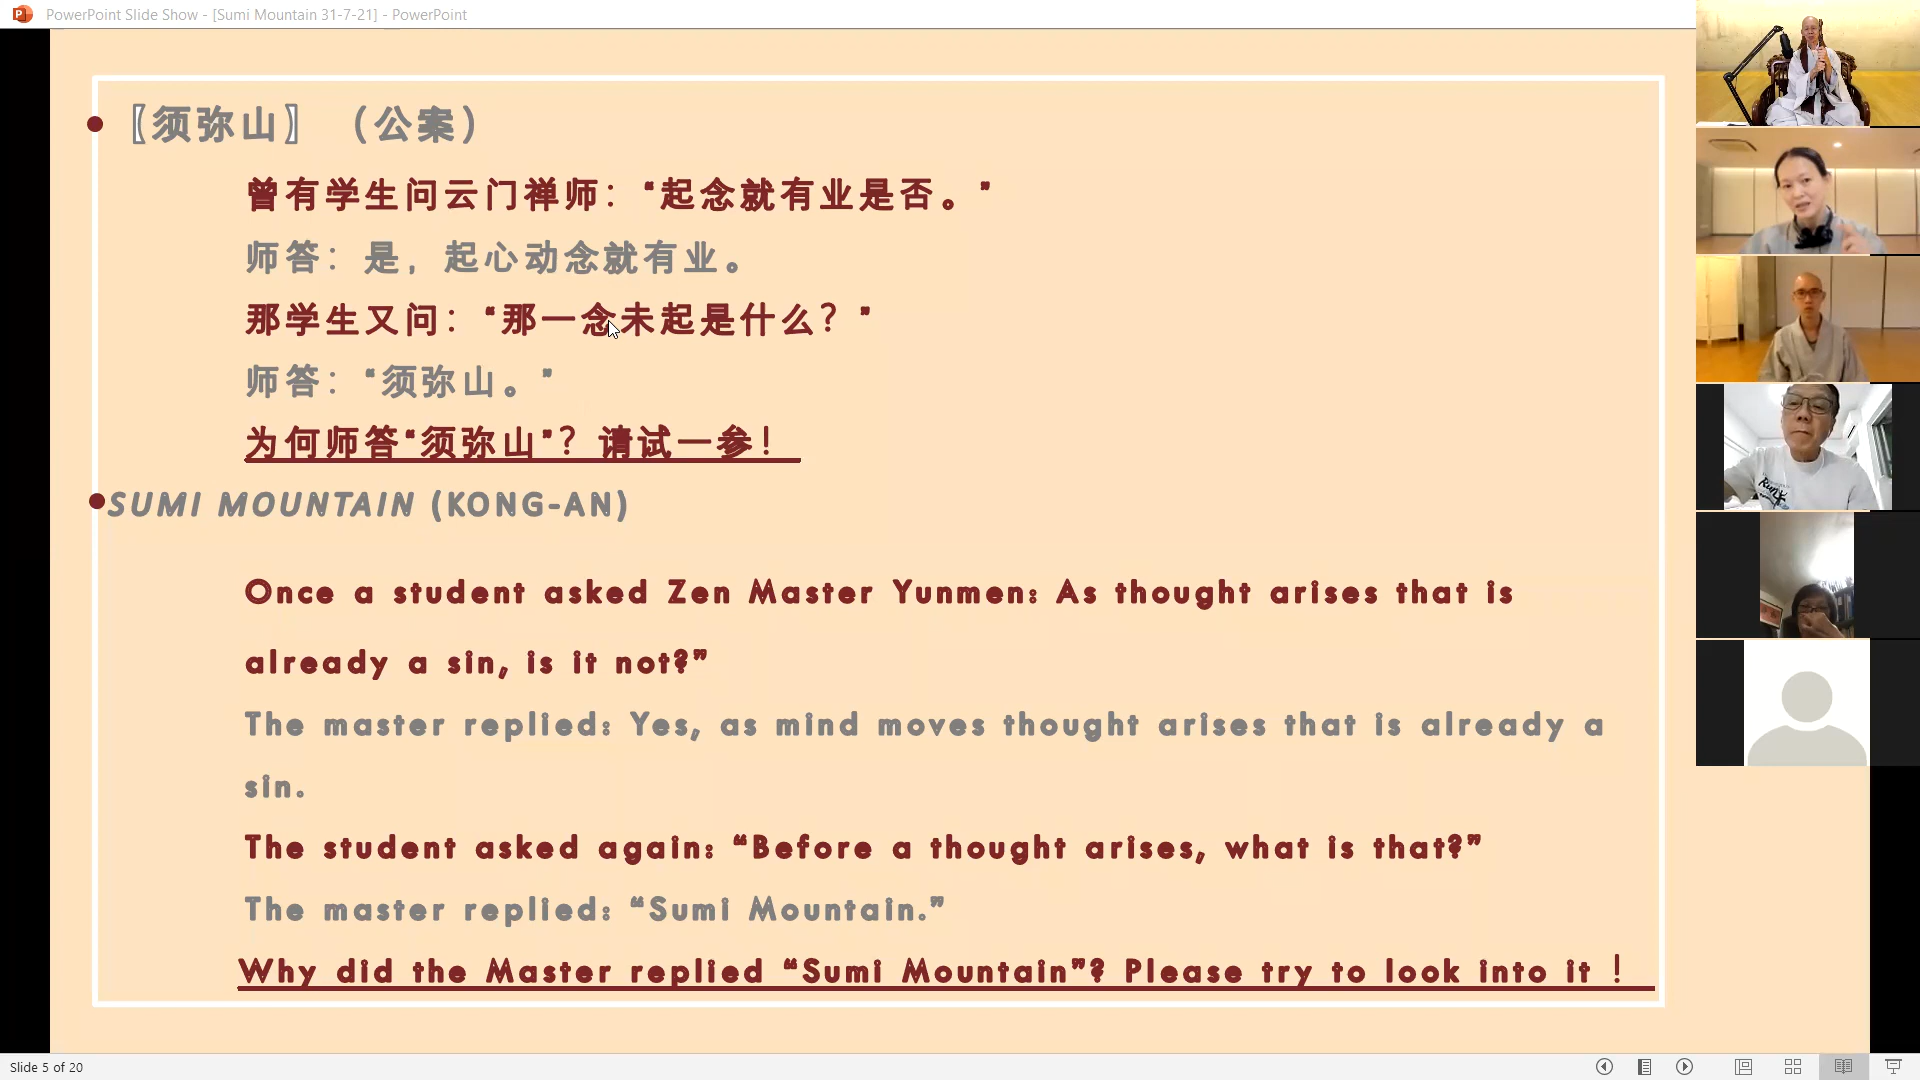 PowerPoint Slide Show - [Sumi Mountain 31-7-21] - PowerPoint
〖须弥山〗（公案）
曾有学生问云门禅师：“起念就有业是否。”
师答：是，起心动念就有业。
那学生又问：“那一念未起是什么？”
师答：“须弥山。”
为何师答“须弥山”？请试一参！
SUMI MOUNTAIN (KONG-AN)
Once a student asked Zen Master Yunmen: As thought arises that is
already a sin, is it not?”
The master replied: Yes, as mind moves thought arises that is already a
sin.
The student asked again: “Before a thought arises, what is that?”
The master replied: “Sumi Mountain.”
Why did the Master replied “Sumi Mountain”? Please try to look into it！
Slide 5 of 20